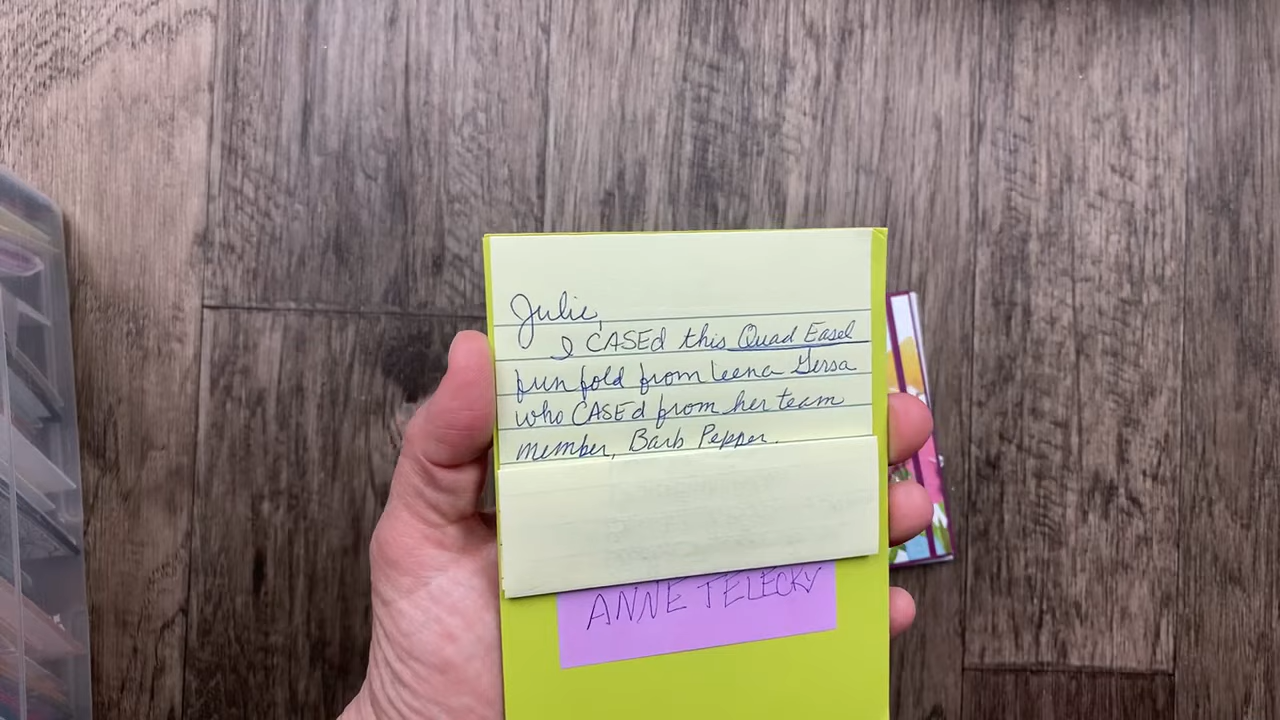 Julie,
I CASEd this Quad Easel
fun fold from Leena Gersa
who CASEd from her team
member, Barb Pepper.
ANNE TELECKY